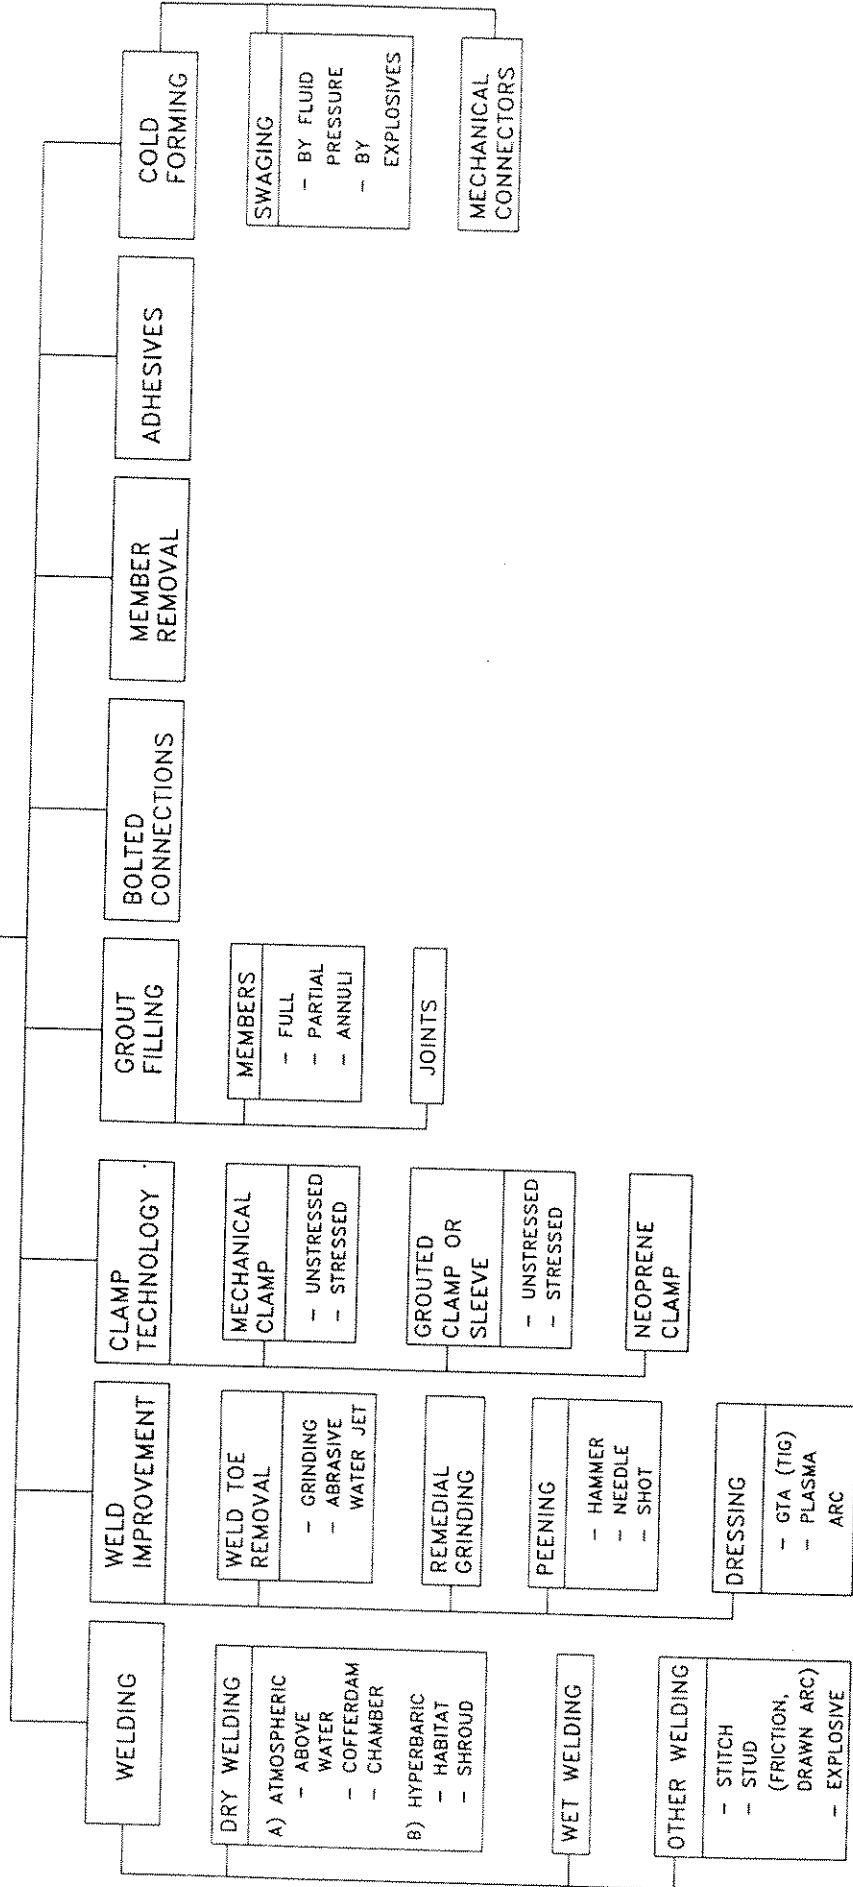 WELDING
DRY WELDING
A) ATMOSPHERIC
- ABOVE
WATER
- COFFERDAM
- CHAMBER
B) HYPERBARIC
- HABITAT
- SHROUD
WET WELDING
OTHER WELDING
- STITCH
- STUD
(FRICTION,
DRAWN ARC)
- EXPLOSIVE
WELD
IMPROVEMENT
WELD TOE
REMOVAL
- GRINDING
- ABRASIVE
WATER JET
REMEDIAL
GRINDING
PEENING
- HAMMER
- NEEDLE
- SHOT
DRESSING
- GTA (TIG)
- PLASMA
ARC
CLAMP
TECHNOLOGY
MECHANICAL
CLAMP
- UNSTRESSED
- STRESSED
GROUTED
CLAMP OR
SLEEVE
- UNSTRESSED
- STRESSED
NEOPRENE
CLAMP
GROUT
FILLING
MEMBERS
- FULL
- PARTIAL
- ANNULI
JOINTS
BOLTED
CONNECTIONS
MEMBER
REMOVAL
ADHESIVES
COLD
FORMING
SWAGING
- BY FLUID
PRESSURE
- BY
EXPLOSIVES
MECHANICAL
CONNECTORS